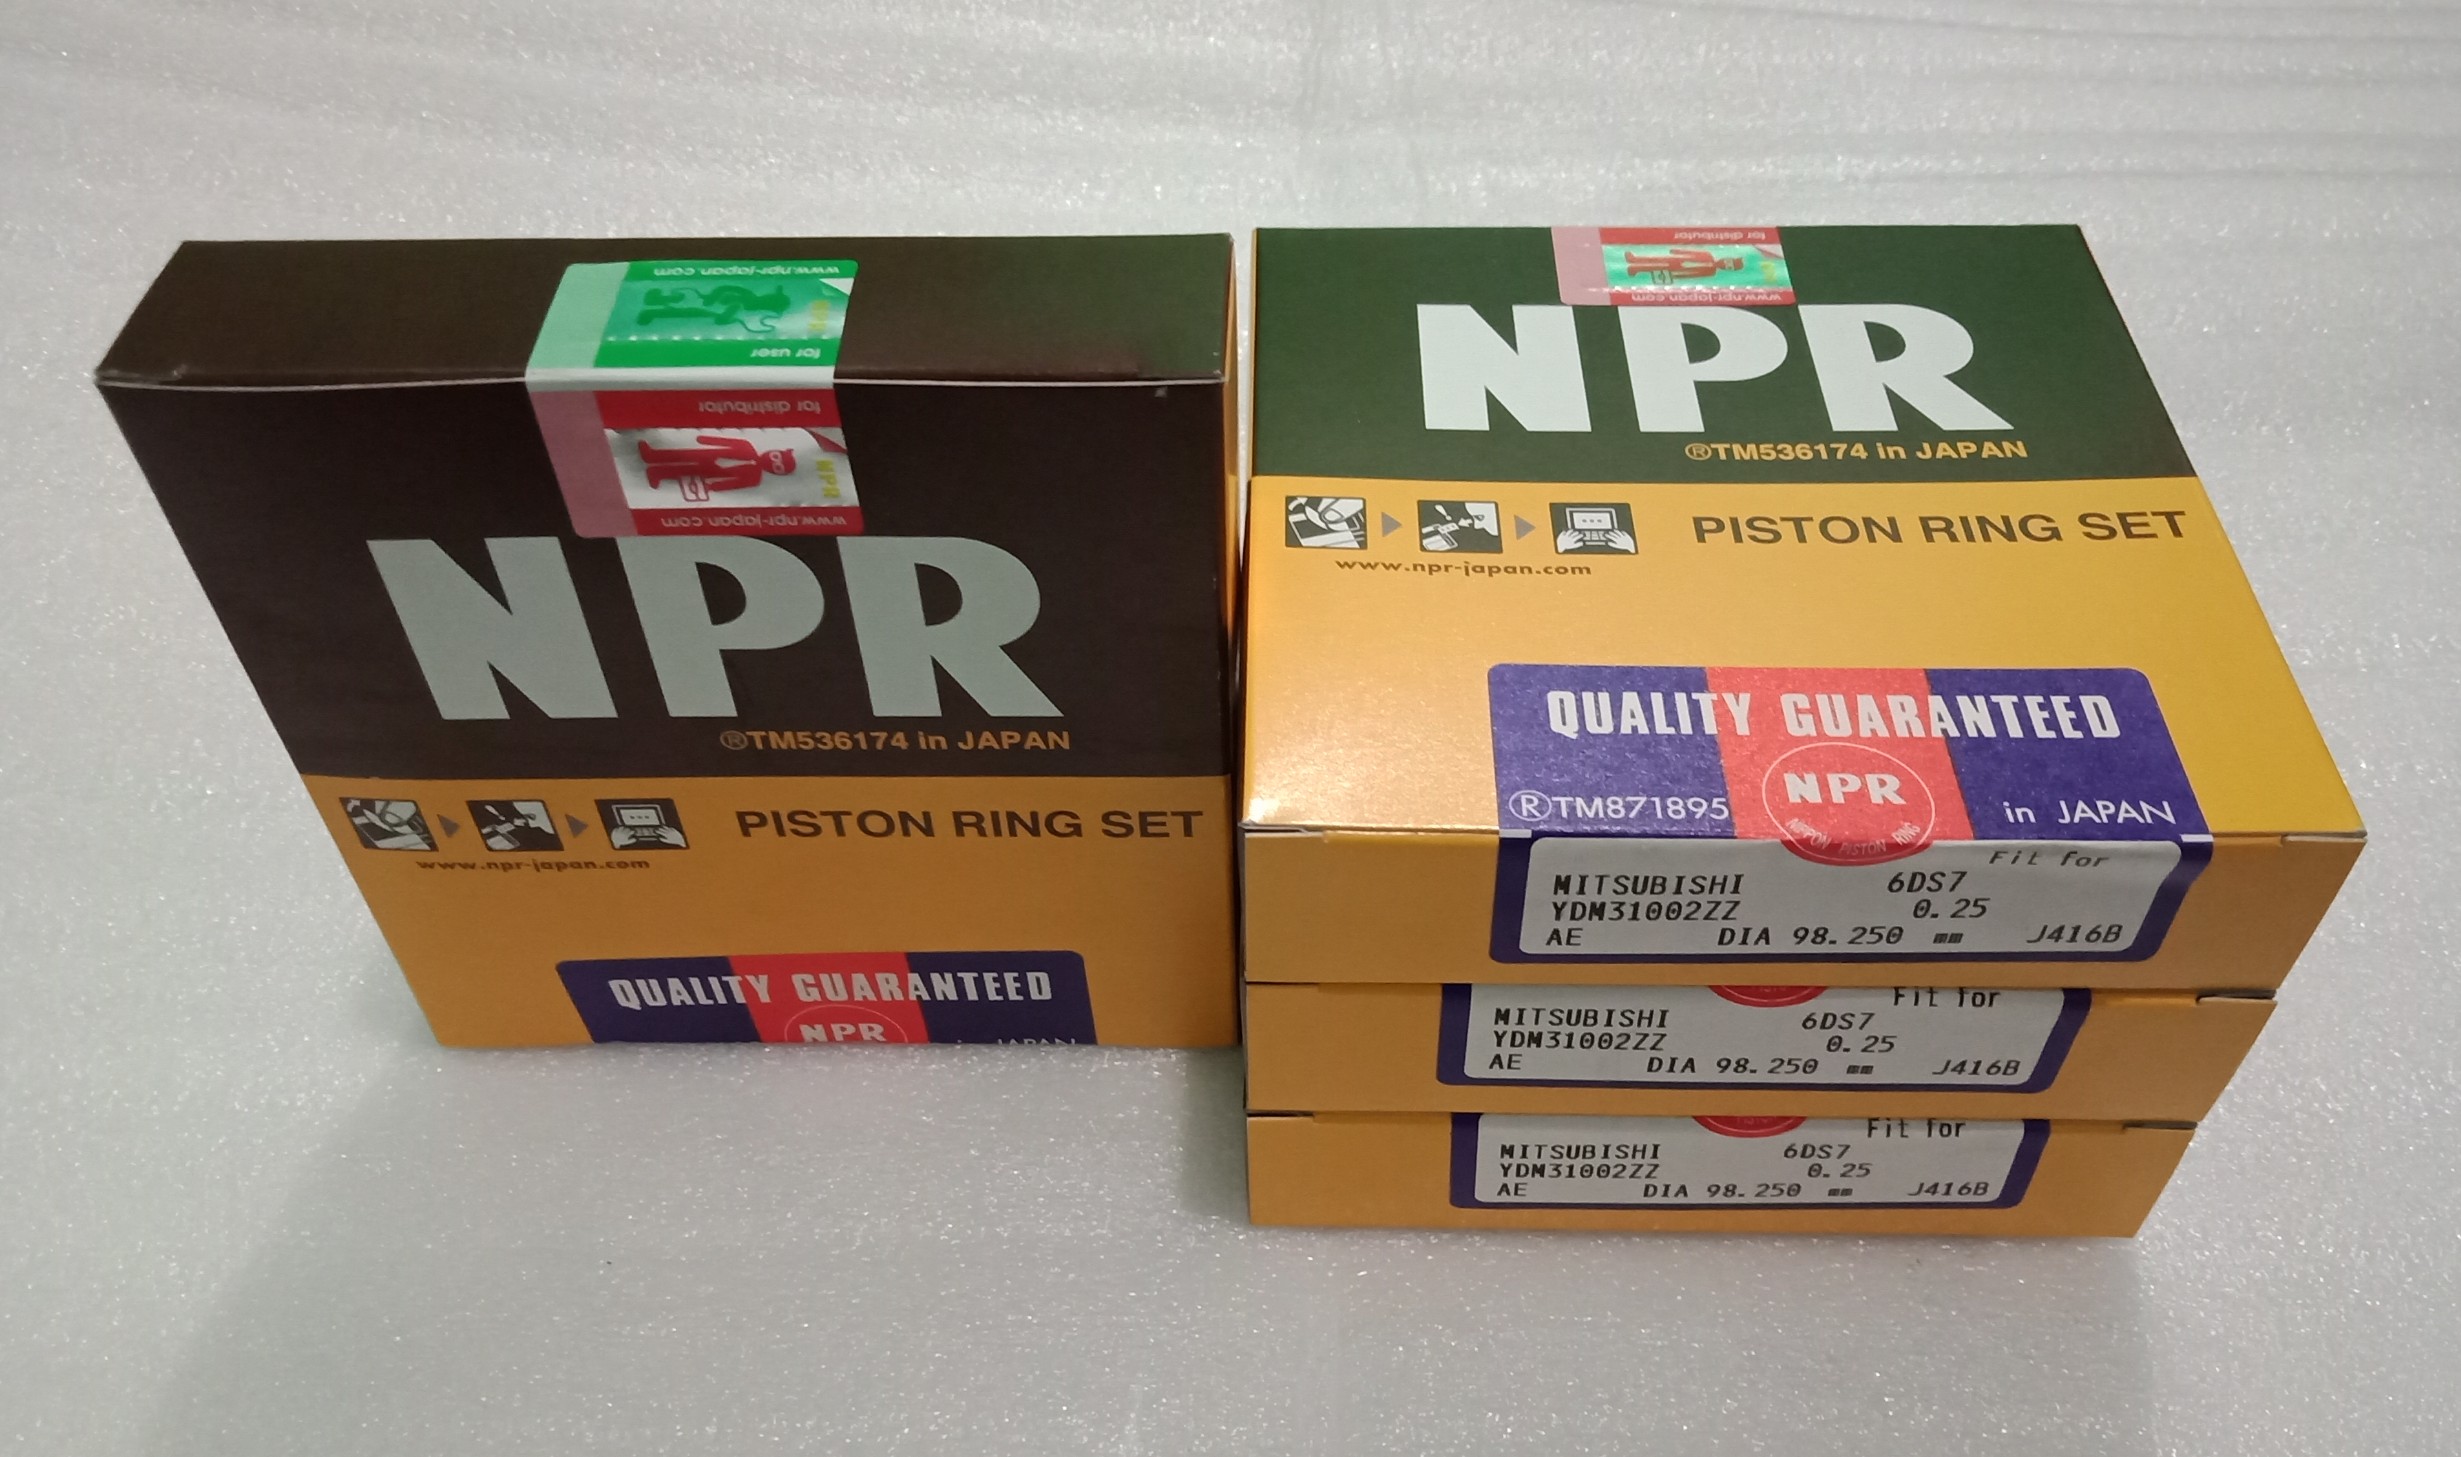 www.npr-japan.com
NPR
for user
for distributor
NPR
www.npr-japan.com
NPR
®TM536174 in JAPAN
PISTON RING SET
www.npr-japan.com
QUALITY GUARANTEED
NPR
in JAPAN
for distributor
www.npr-japan.com
NPR
®TM536174 in JAPAN
PISTON RING SET
www.npr-japan.com
QUALITY GUARANTEED
NPR
®TM871895 in JAPAN
NIPPON PISTON RING
Fit for
MITSUBISHI 6DS7
YDM31002ZZ 0.25
AE DIA 98.250 mm J416B
Fit for
MITSUBISHI 6DS7
YDM31002ZZ 0.25
AE DIA 98.250 mm J416B
Fit for
MITSUBISHI 6DS7
YDM31002ZZ 0.25
AE DIA 98.250 mm J416B